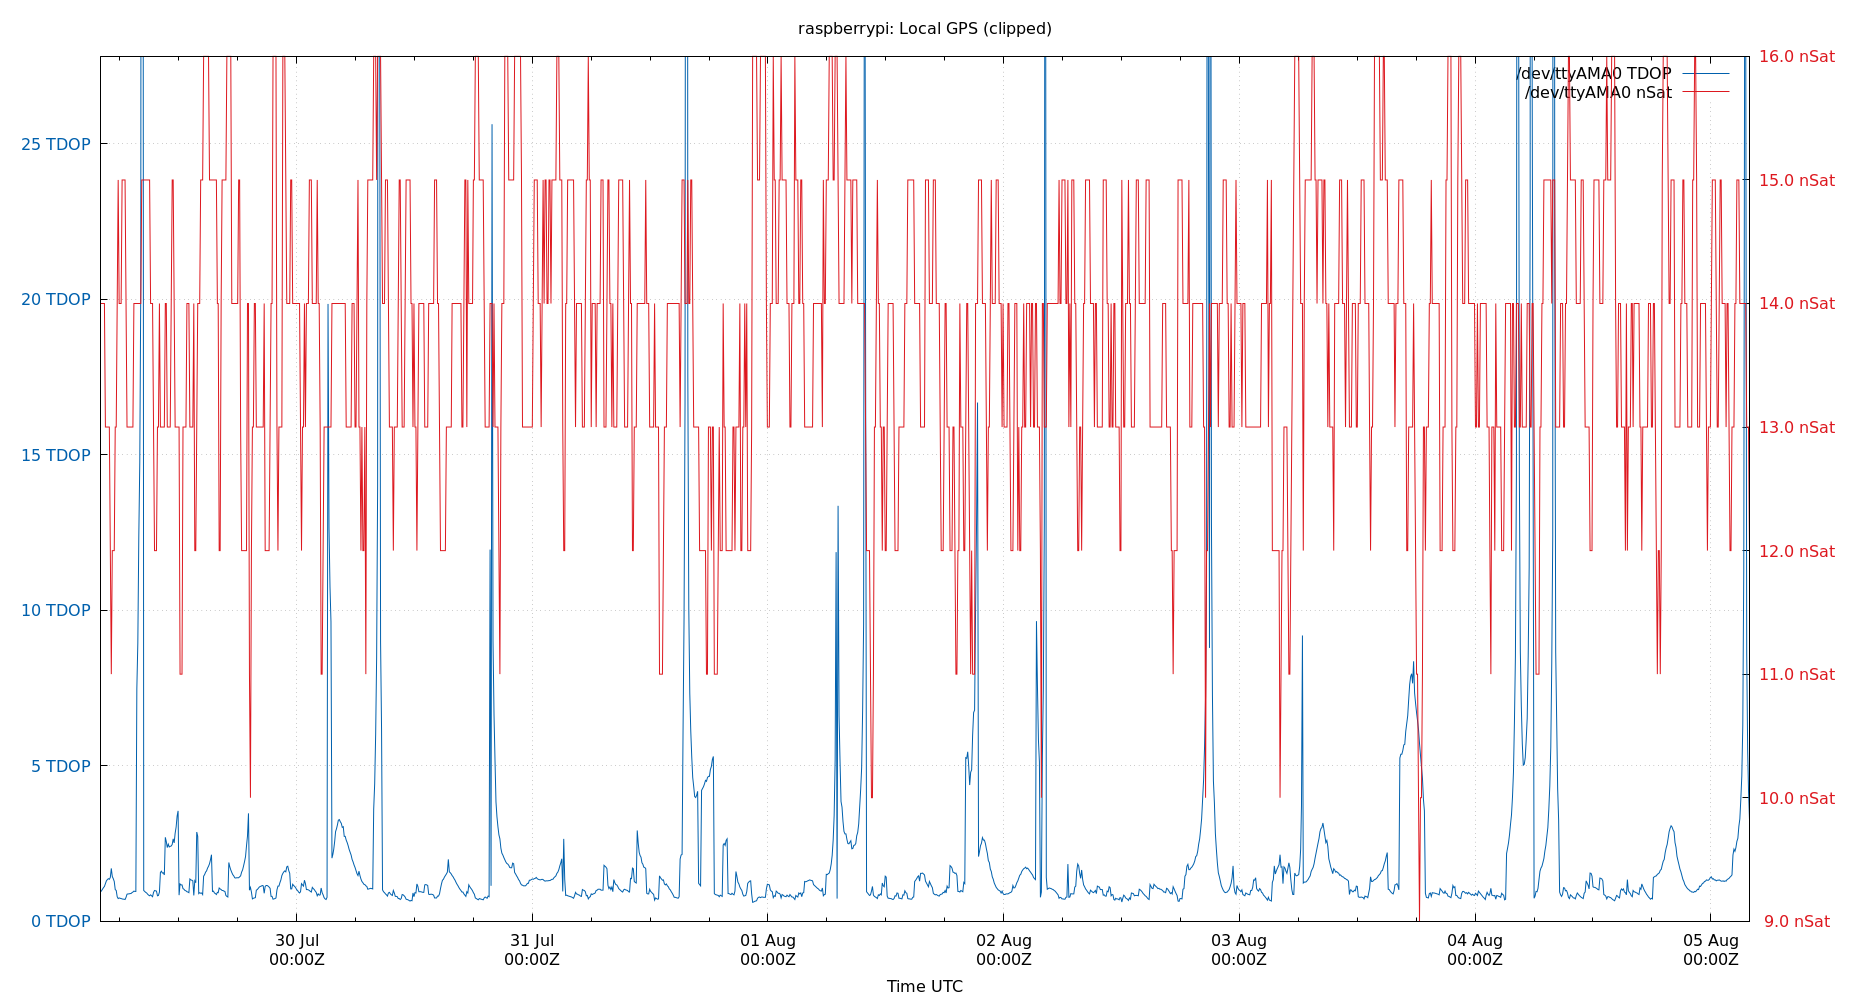 raspberrypi: Local GPS (clipped)
/dev/ttyAMA0 TDOP
/dev/ttyAMA0 nSat
25 TDOP
20 TDOP
15 TDOP
10 TDOP
5 TDOP
0 TDOP
16.0 nSat
15.0 nSat
14.0 nSat
13.0 nSat
12.0 nSat
11.0 nSat
10.0 nSat
9.0 nSat
30 Jul 31 Jul 01 Aug 02 Aug 03 Aug 04 Aug 05 Aug
00:00Z 00:00Z 00:00Z 00:00Z 00:00Z 00:00Z 00:00Z
Time UTC